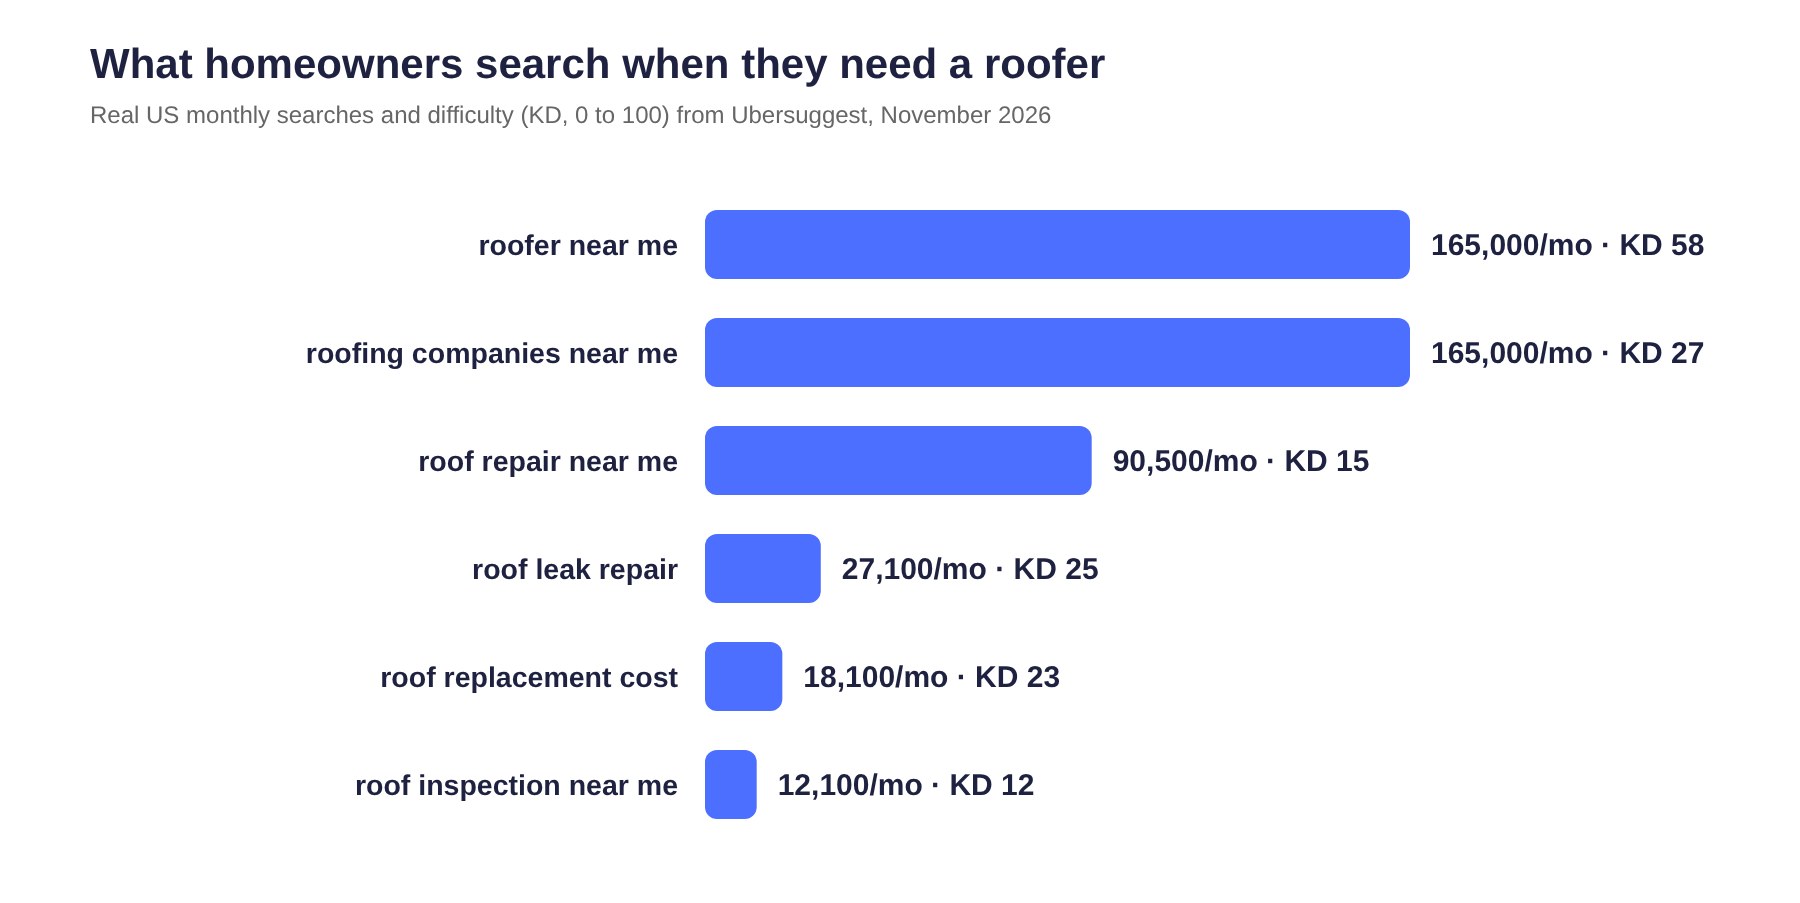 What homeowners search when they need a roofer
Real US monthly searches and difficulty (KD, 0 to 100) from Ubersuggest, November 2026
roofer near me 165,000/mo · KD 58
roofing companies near me 165,000/mo · KD 27
roof repair near me 90,500/mo · KD 15
roof leak repair 27,100/mo · KD 25
roof replacement cost 18,100/mo · KD 23
roof inspection near me 12,100/mo · KD 12